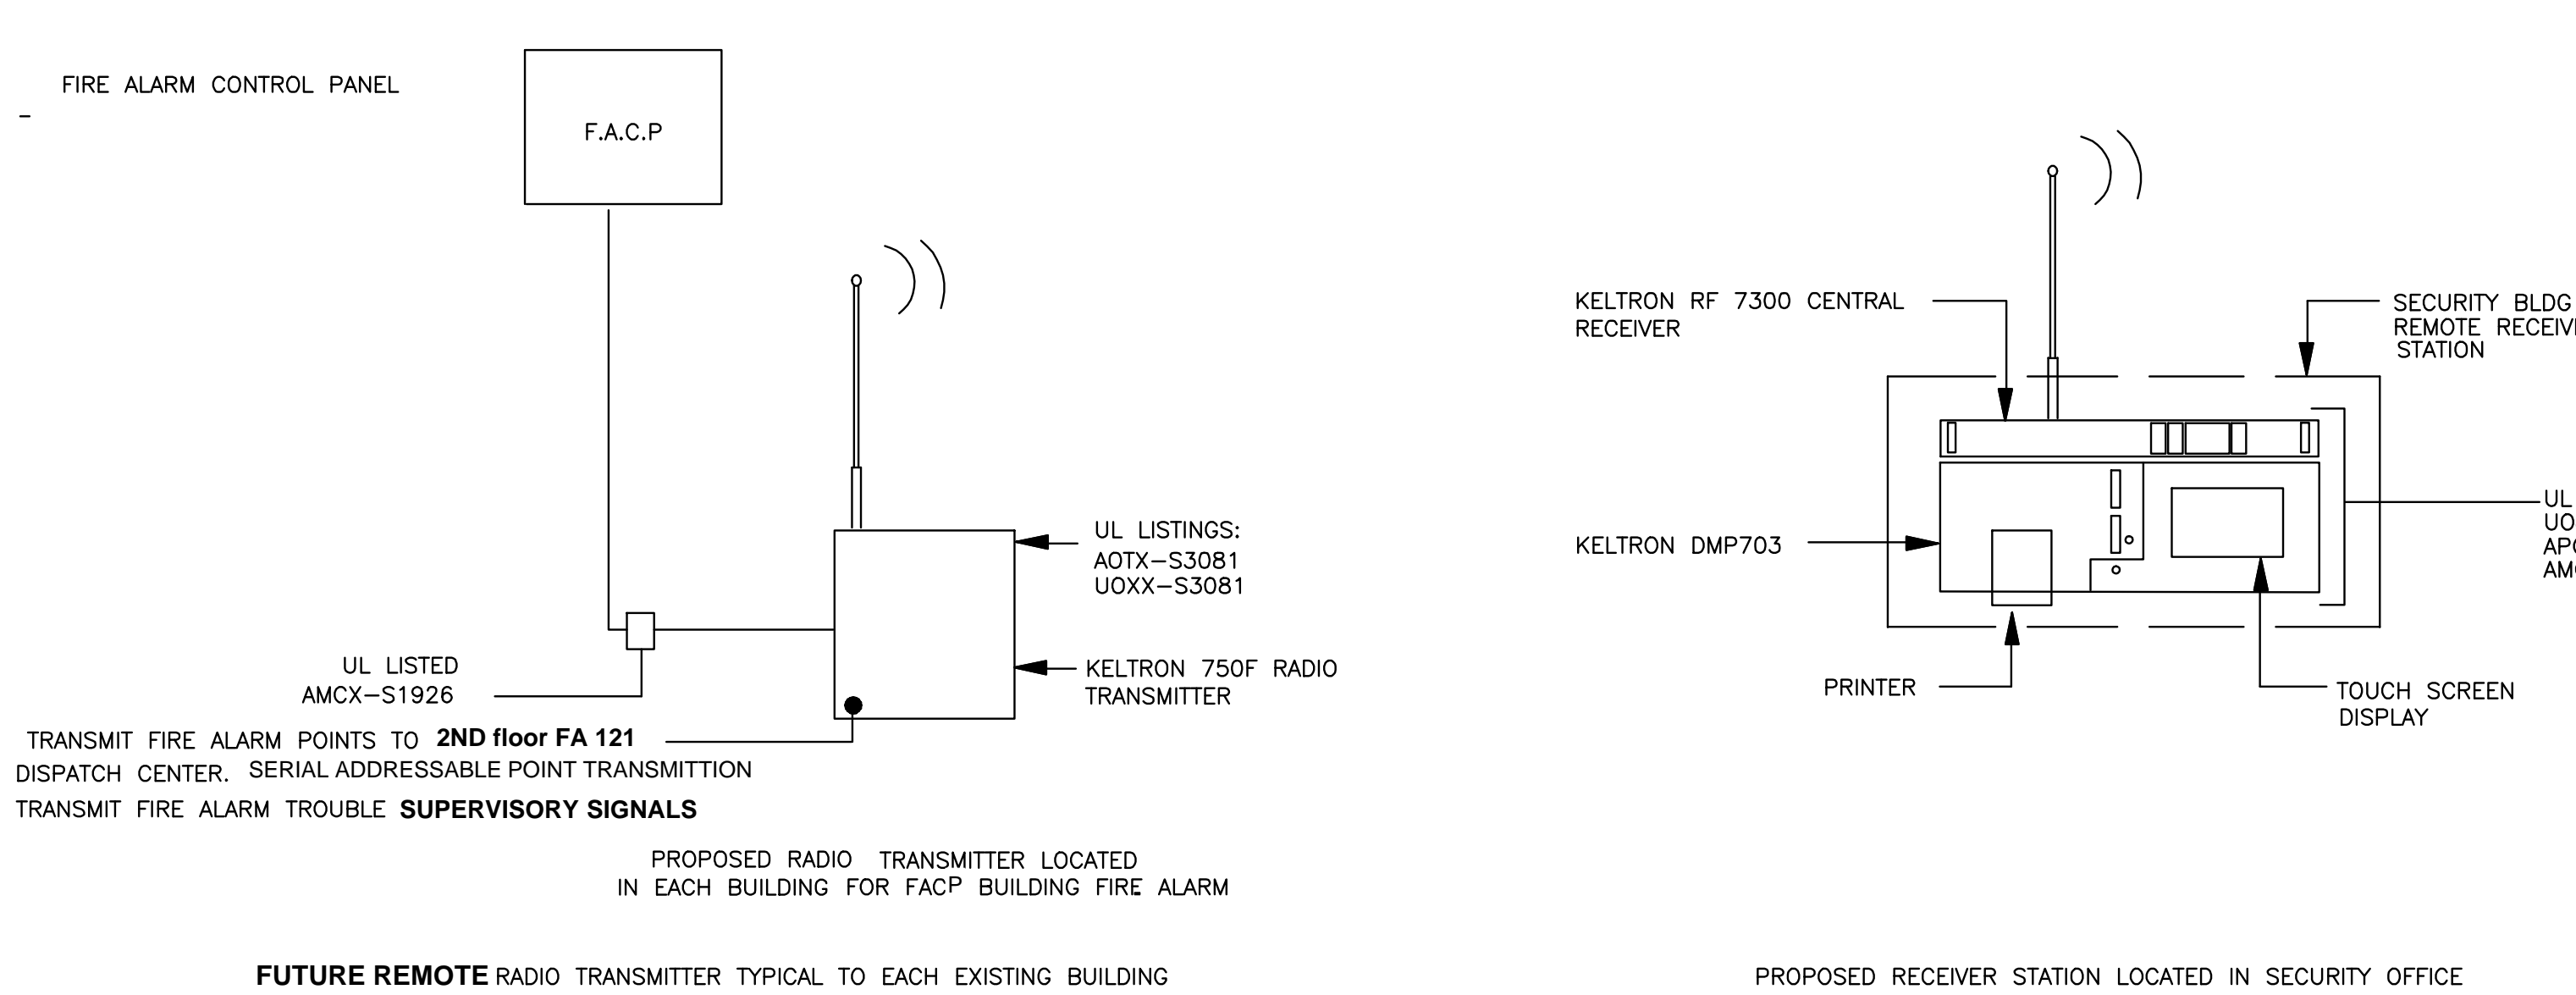 FIRE ALARM CONTROL PANEL
–
F.A.C.P
UL LISTINGS:
AOTX–S3081
UOXX–S3081
KELTRON 750F RADIO
TRANSMITTER
UL LISTED
AMCX–S1926
TRANSMIT FIRE ALARM POINTS TO 2ND floor FA 121
DISPATCH CENTER. SERIAL ADDRESSABLE POINT TRANSMITTION
TRANSMIT FIRE ALARM TROUBLE SUPERVISORY SIGNALS
PROPOSED RADIO TRANSMITTER LOCATED
IN EACH BUILDING FOR FACP BUILDING FIRE ALARM
FUTURE REMOTE RADIO TRANSMITTER TYPICAL TO EACH EXISTING BUILDING
KELTRON RF 7300 CENTRAL
RECEIVER
SECURITY BLDG
REMOTE
STATION
KELTRON DMP703
UL
PRINTER
TOUCH SCREEN
DISPLAY
PROPOSED RECEIVER STATION LOCATED IN SECURITY OFFICE